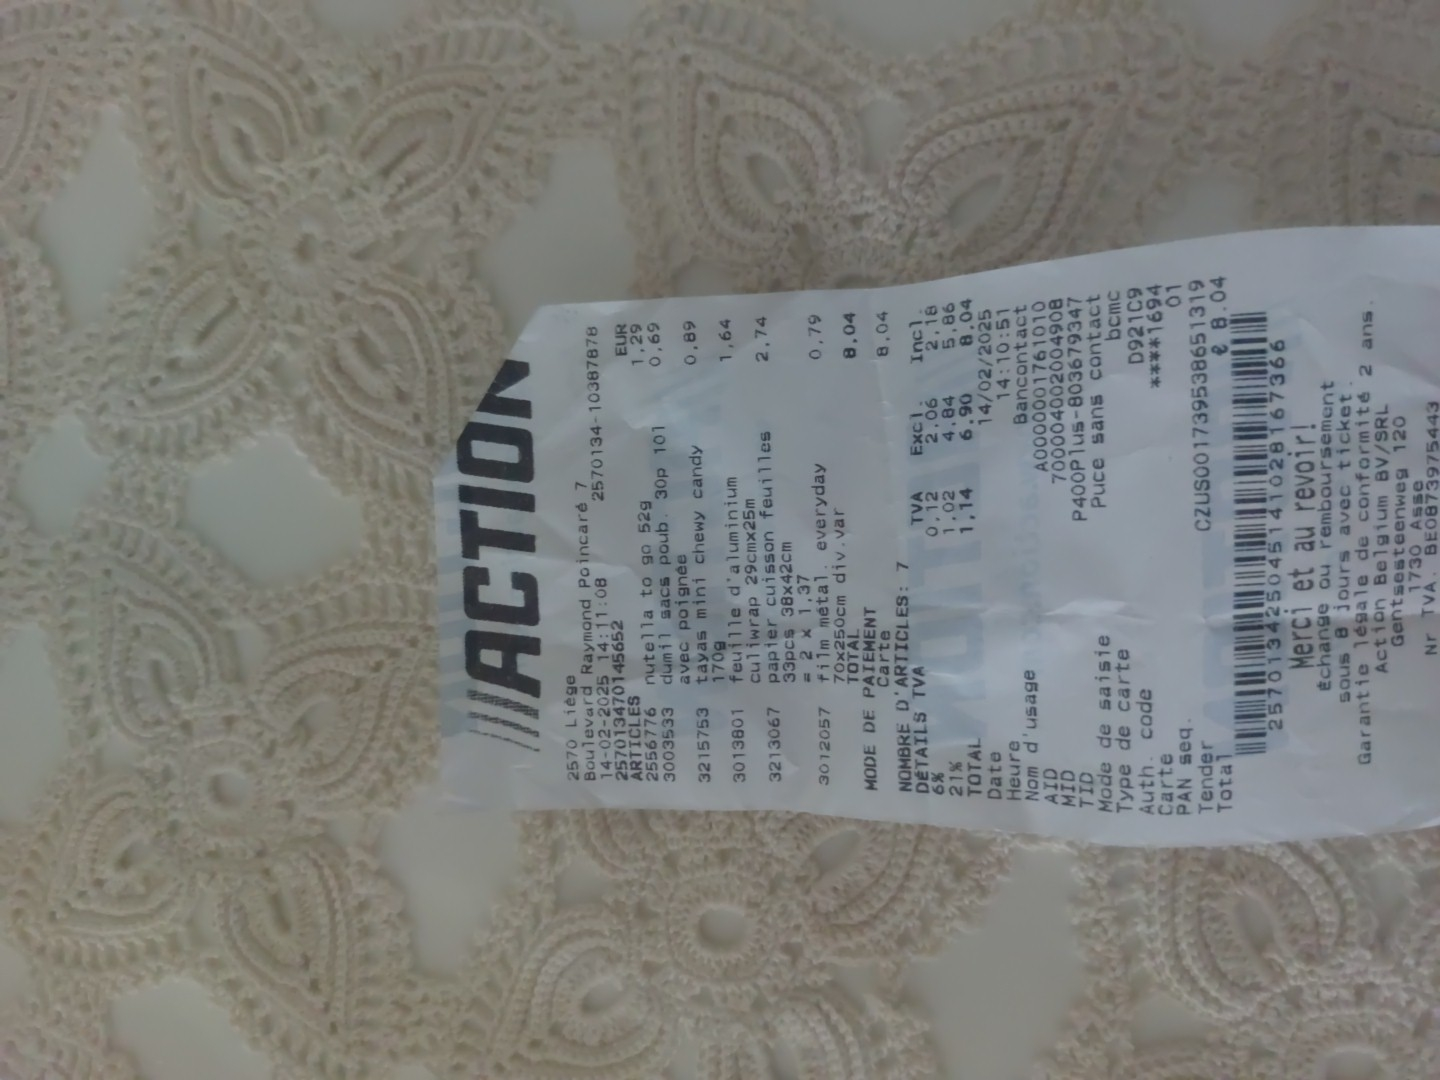 ACTION
2570 Liége
Boulevard Raymond Poincaré 7
14-02-2025 14:11:08 2570134-10387878
2570134701 45652
ARTICLES EUR
2556776 nutella to go 52g 1,29
3003533 dumil sacs poub. 30p 10l 0,69
avec poignée
3215753 tayas mini chewy candy 0,89
170g
3013801 feuille d'aluminium 1,64
culiwrap 29cmx25m
3213067 papier cuisson feuilles 2,74
33pcs 38x42cm
= 2 x 1,37
3012057 film métal. everyday 0,79
70x250cm div.var
TOTAL 8,04
MODE DE PAIEMENT
Carte 8,04
NOMBRE D'ARTICLES: 7
DÉTAILS TVA TVA Excl. Incl.
6% 0,12 2,06 2,18
21% 1,02 4,84 5,86
TOTAL 1,14 6,90 8,04
Date 14/02/2025
Heure 14:10:51
Nom d'usage Bancontact
AID A0000001761010
MID 700004002004908
TID P400Plus-803679347
Mode de saisie Puce sans contact
Type de carte bcmc
Auth. code D921C9
Carte ****1694
PAN seq. 01
Tender CZUS001739538651319
Total € 8.04
2570134250451410281 67366
Merci et au revoir!
Échange ou remboursement
sous 8 jours avec ticket.
Garantie légale de conformité 2 ans.
Action Belgium BV/SRL
Gentsesteenweg 120
1730 Asse
Nr TVA. BE0873975443